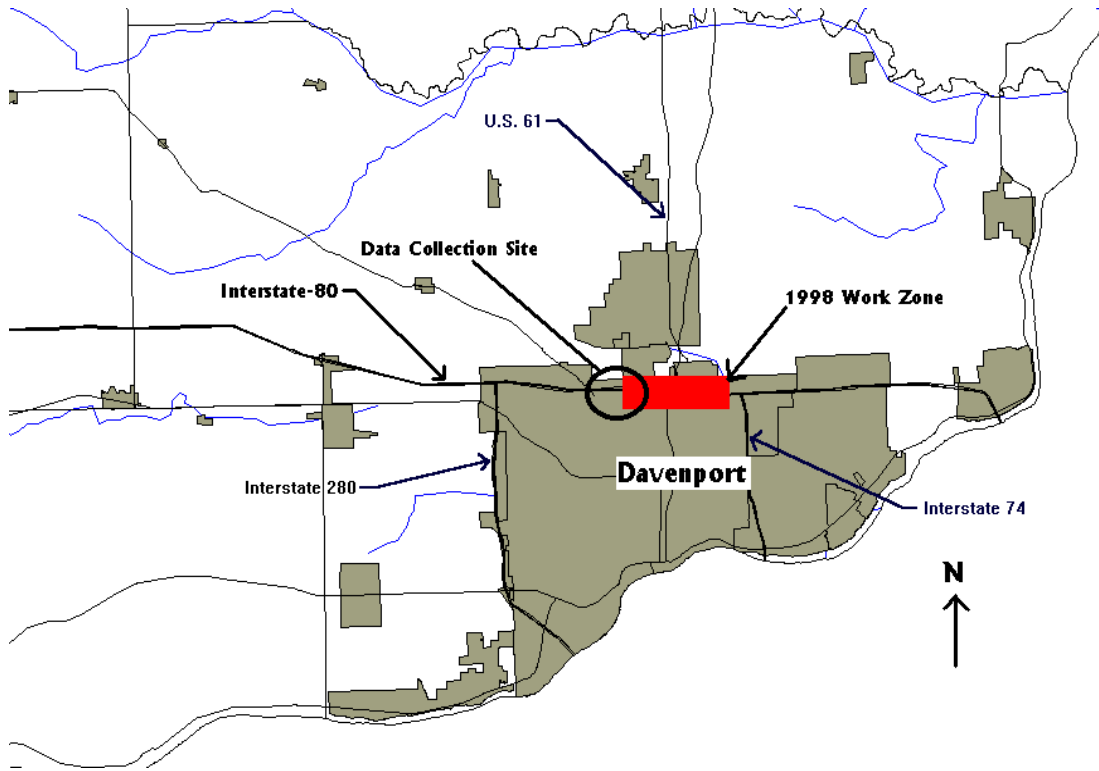 U.S. 61
Data Collection Site
Interstate-80
1998 Work Zone
Davenport
Interstate 280
Interstate 74
N